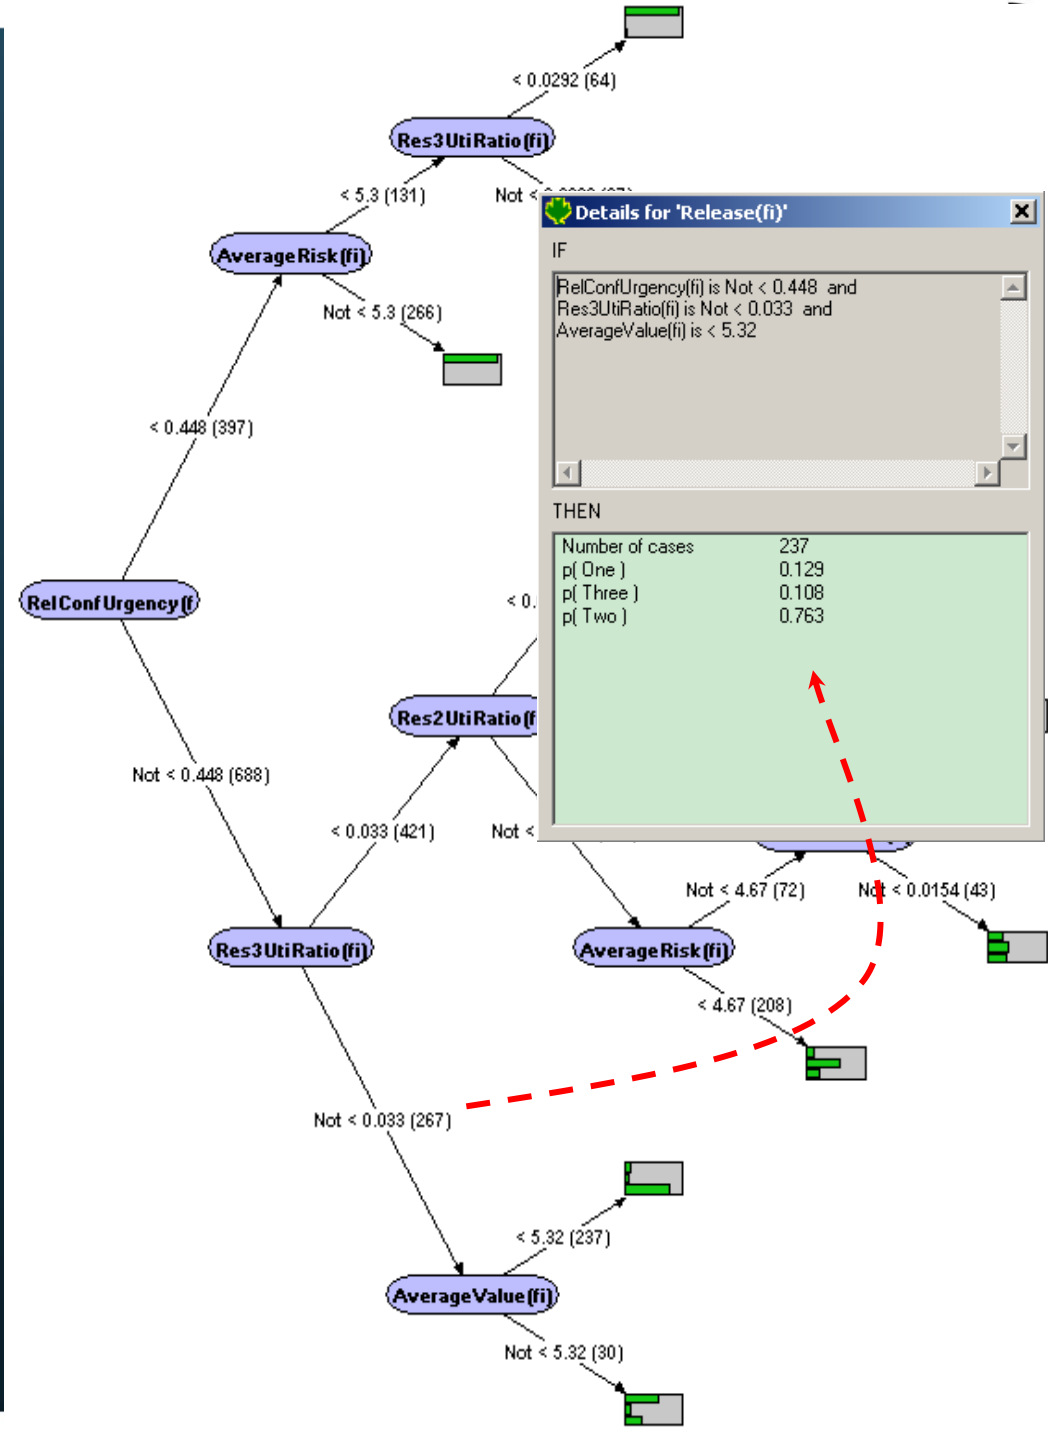 < 0.0292 (64)
Res3UtiRatio(fi)
< 5.3 (131)
Not <
AverageRisk(fi)
Not < 5.3 (266)
< 0.448 (397)
RelConfUrgency(f
< 0.
Res2UtiRatio(f
Not < 0.448 (688)
< 0.033 (421)
Not <
Res3UtiRatio(fi)
Not < 4.67 (72)
Not < 0.0154 (43)
AverageRisk(fi)
< 4.67 (208)
Not < 0.033 (267)
< 5.32 (237)
AverageValue(fi)
Not < 5.32 (30)
Details for 'Release(fi)'
IF
RelConfUrgency(fi) is Not < 0.448 and
Res3UtiRatio(fi) is Not < 0.033 and
AverageValue(fi) is < 5.32
THEN
Number of cases 237
p( One ) 0.129
p( Three ) 0.108
p( Two ) 0.763